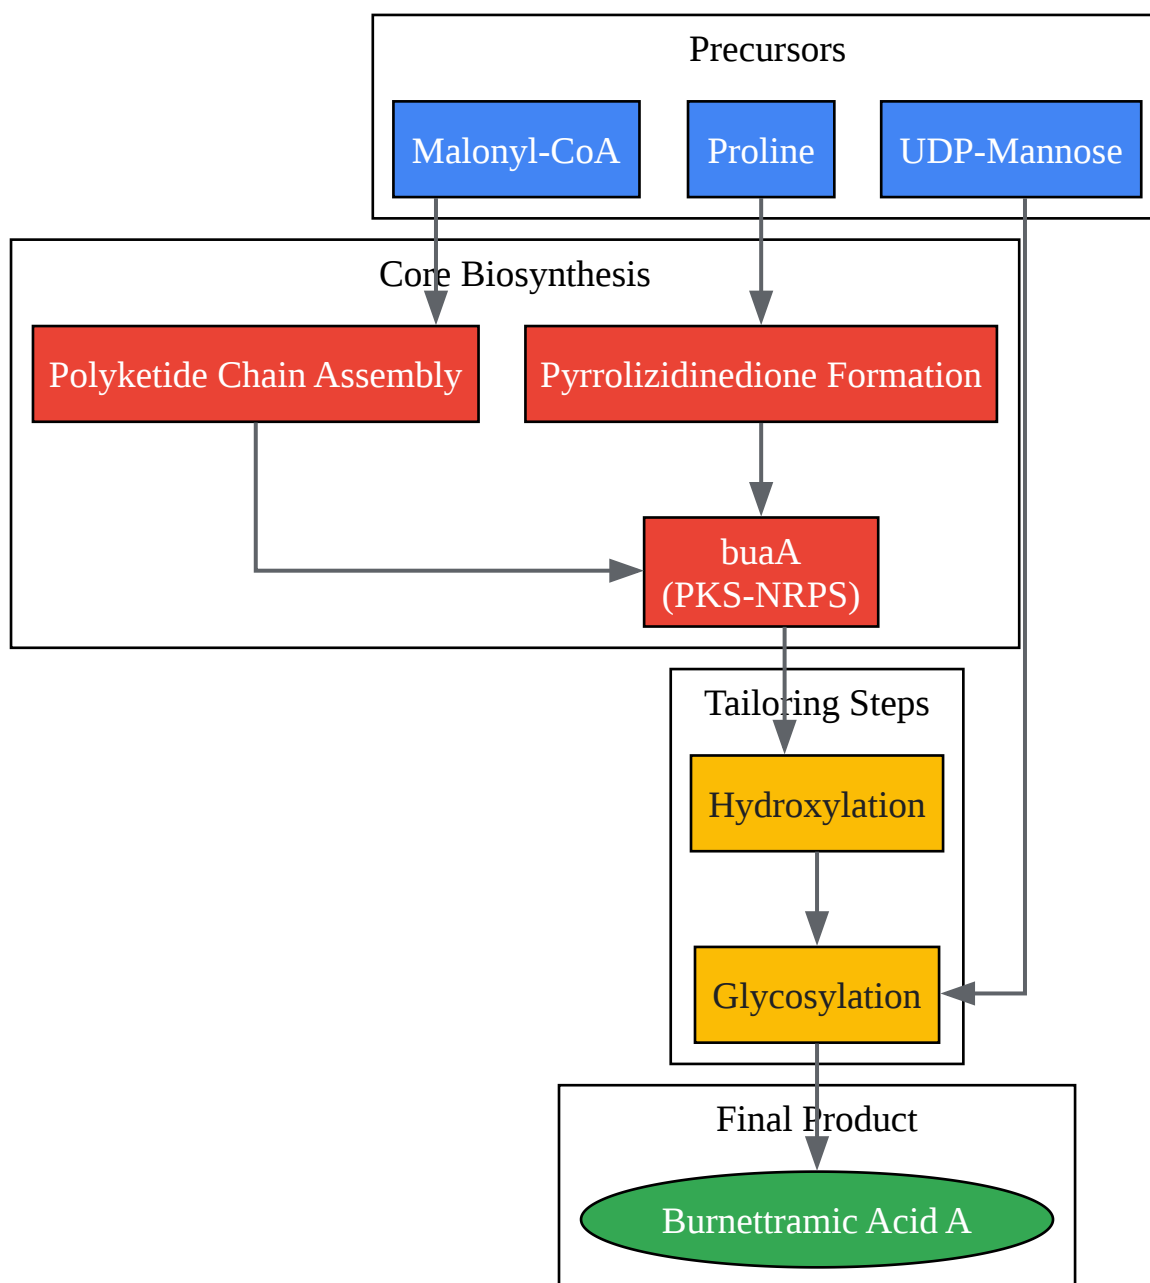 Precursors
Malonyl-CoA
Proline
UDP-Mannose
Core Biosynthesis
Polyketide Chain Assembly
Pyrrolizidinedione Formation
buaA
(PKS-NRPS)
Tailoring Steps
Hydroxylation
Glycosylation
Final Product
Burnettramic Acid A